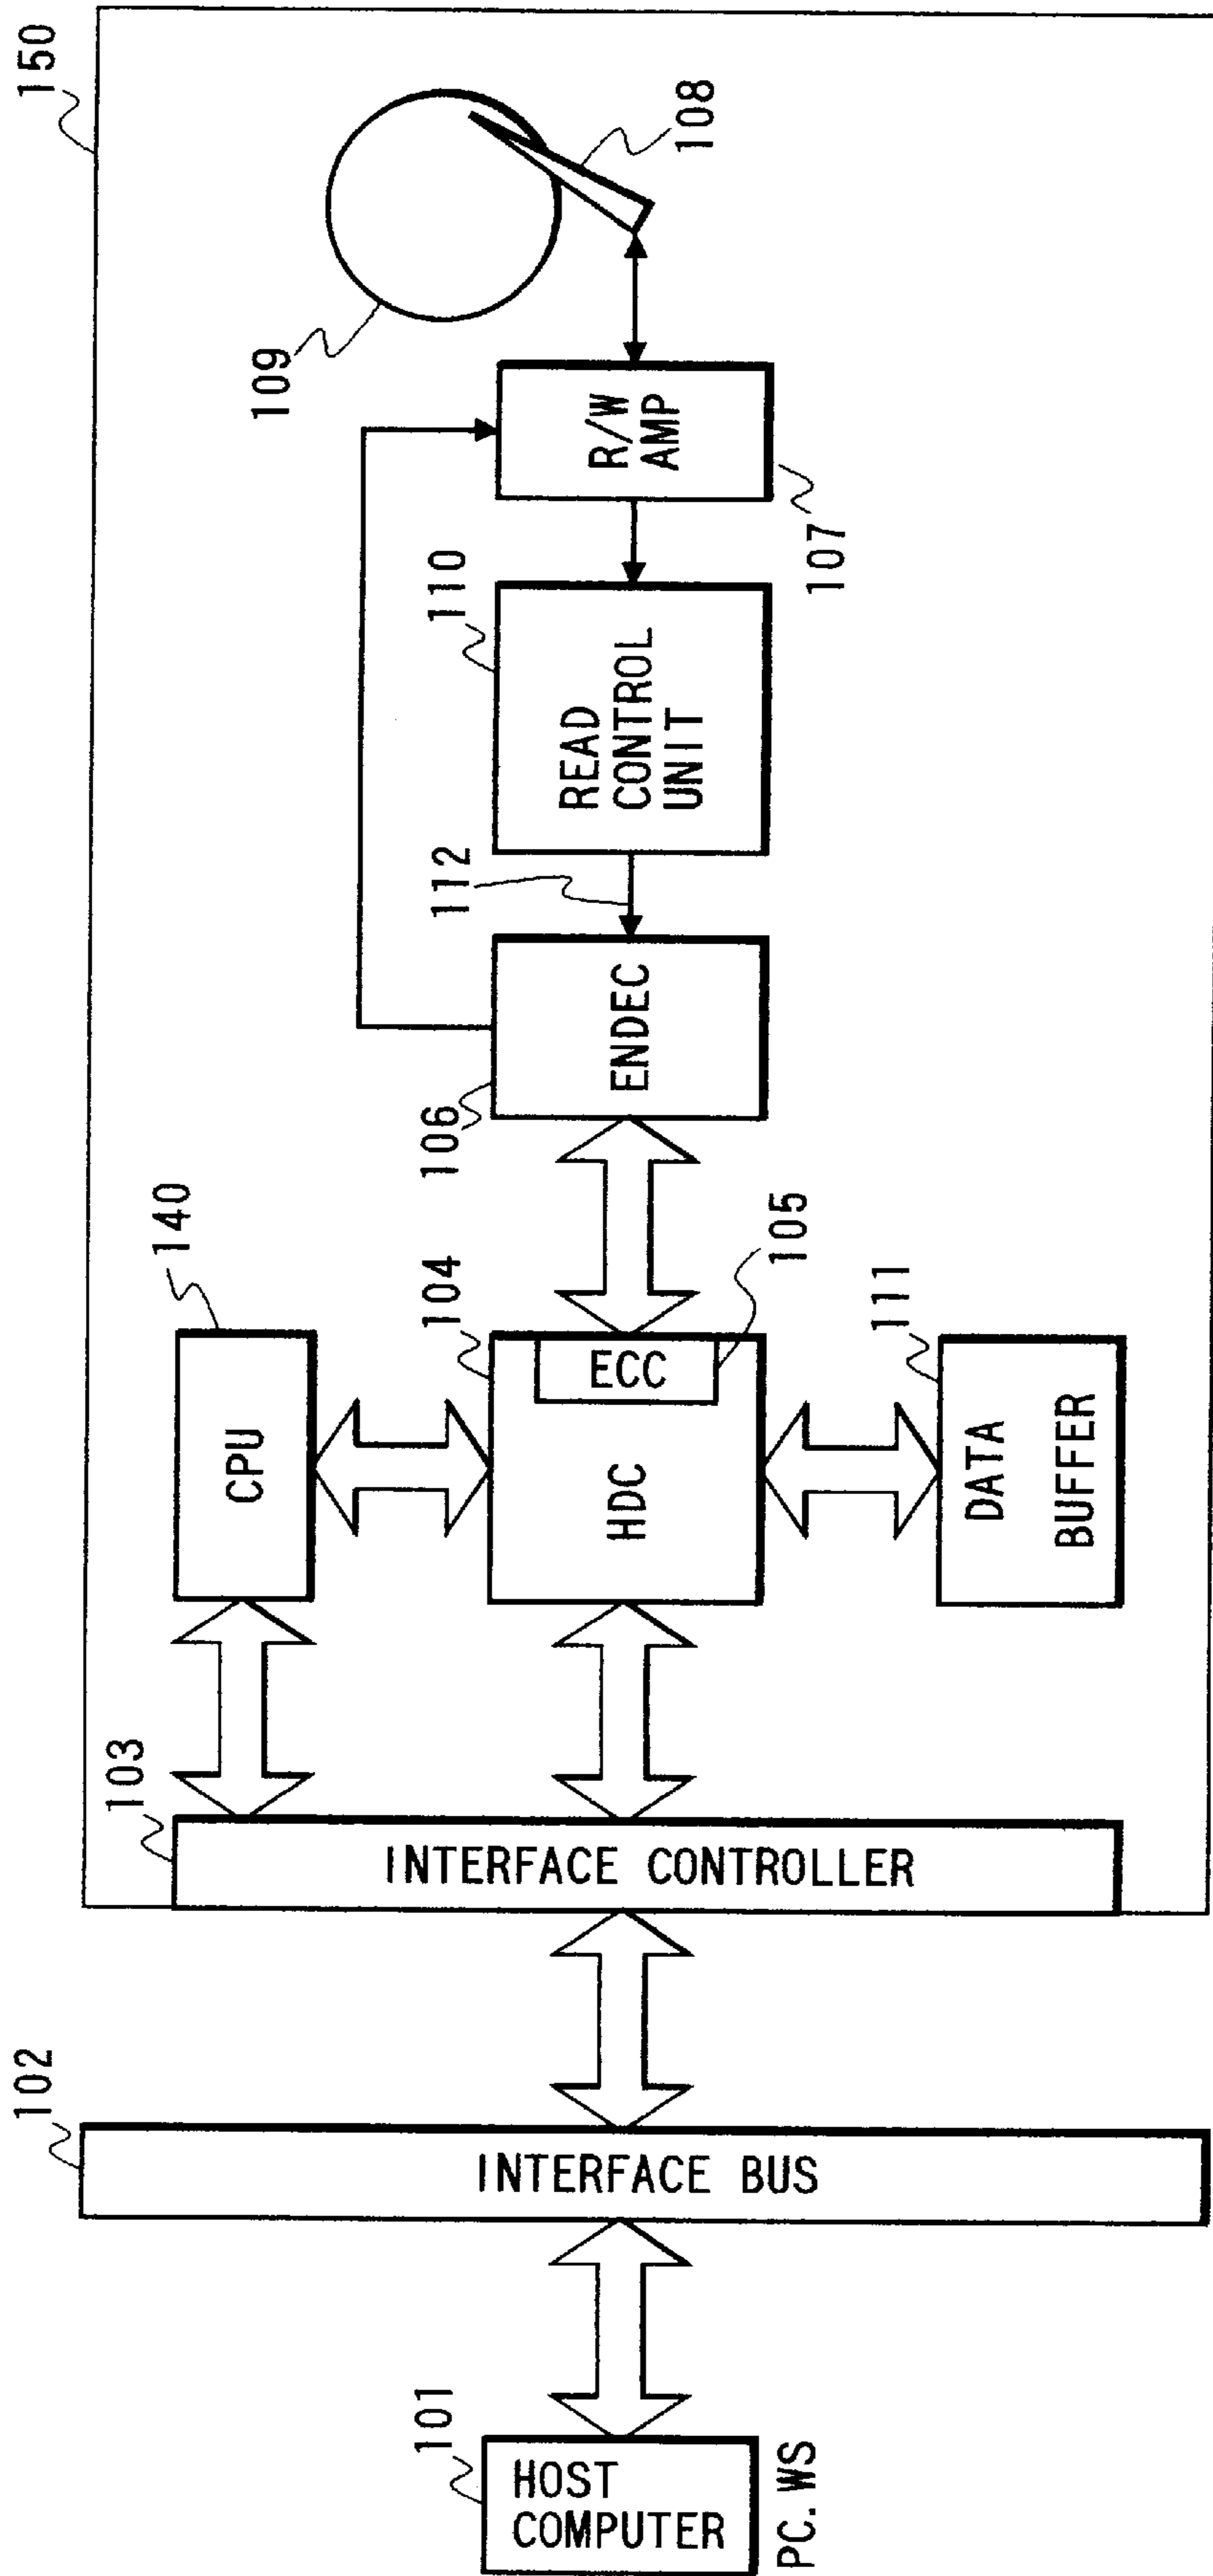 150
109
108
R/W
AMP
107
110
READ
CONTROL
UNIT
112
ENDEC
106
140
CPU
104
ECC
105
HDC
111
DATA
BUFFER
103
INTERFACE CONTROLLER
102
INTERFACE BUS
101
HOST
COMPUTER
PC.WS